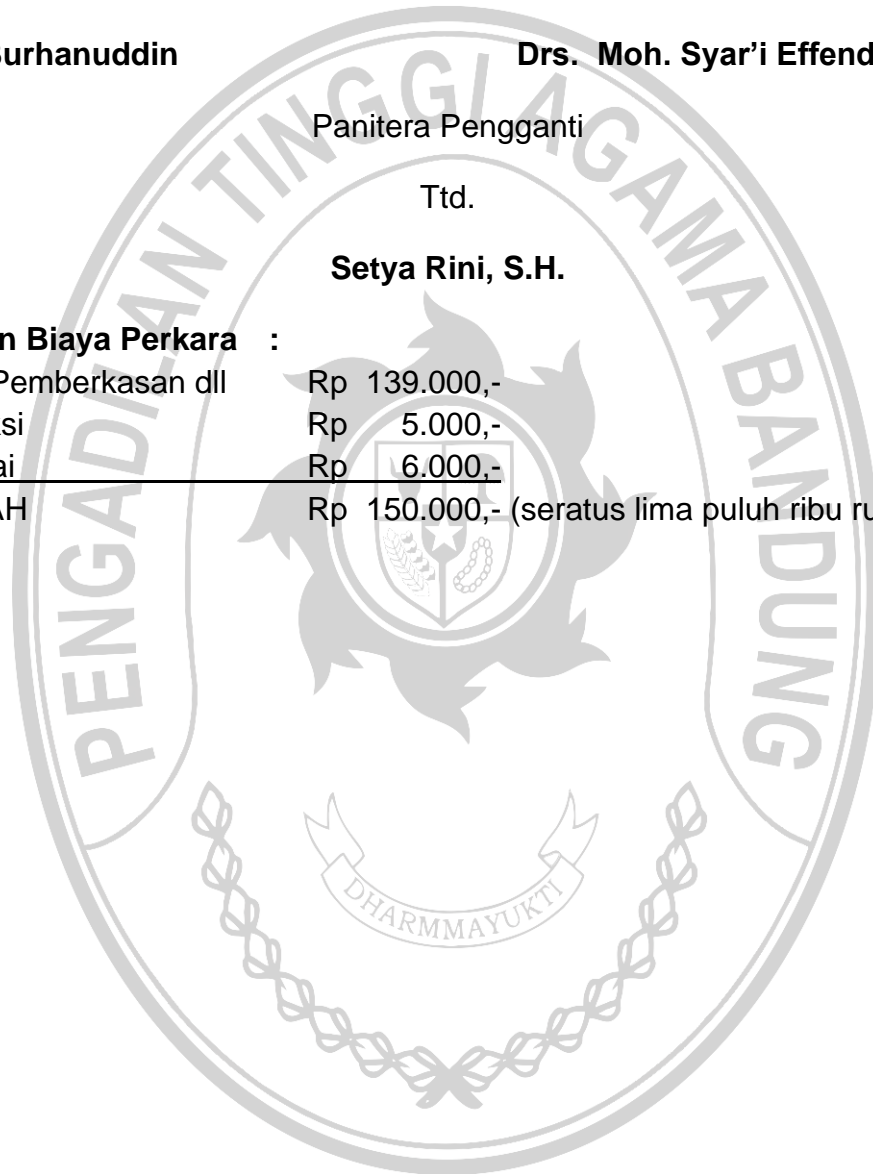 urhanuddin Drs. Moh. Syar’i Effend
Panitera Pengganti
Ttd.
Setya Rini, S.H.
n Biaya Perkara :
Pemberkasan dll Rp 139.000,-
si Rp 5.000,-
ai Rp 6.000,-
AH Rp 150.000,- (seratus lima puluh ribu ru
PENGADILAN TINGGI AGAMA BANDUNG
DHARMMAYUKTI